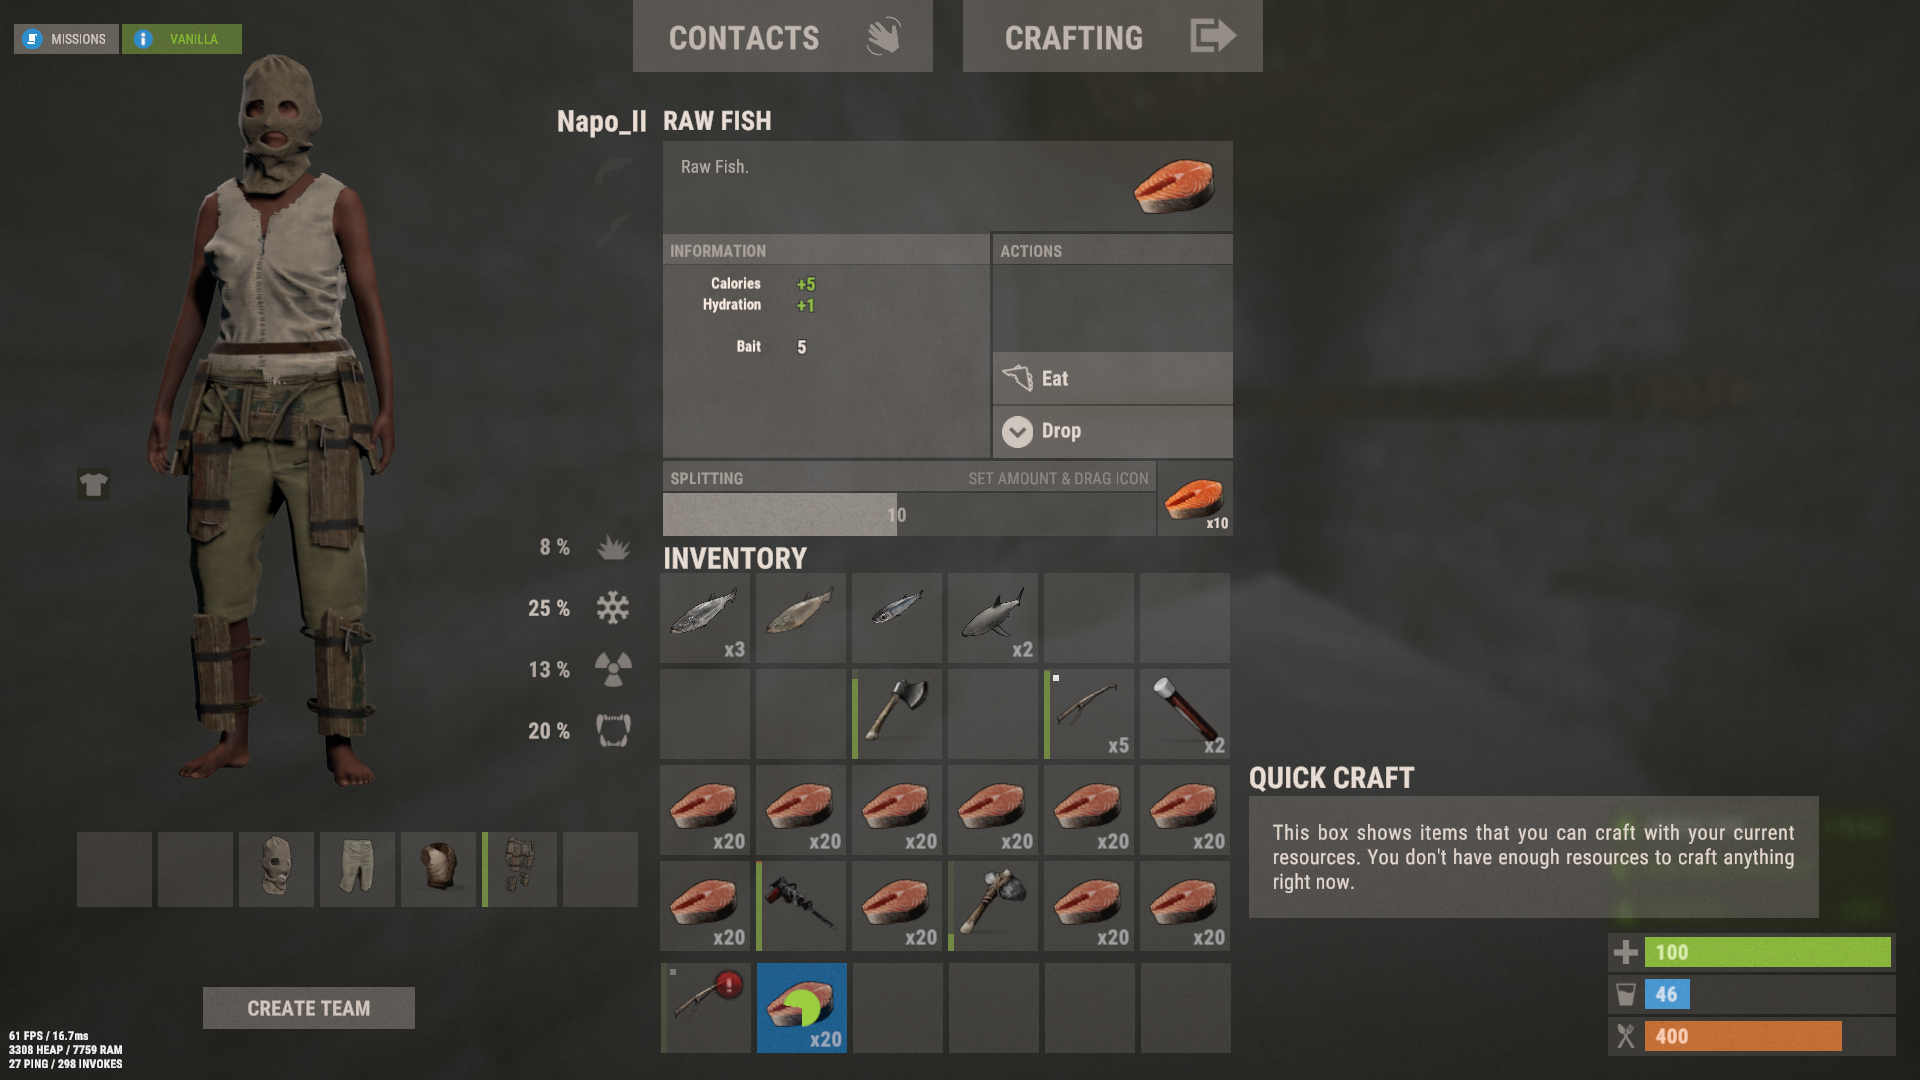 MISSIONS
VANILLA
CONTACTS
CRAFTING
Napo_II
RAW FISH
Raw Fish.
INFORMATION
ACTIONS
Calories +5
Hydration +1
Bait 5
Eat
Drop
SPLITTING
SET AMOUNT & DRAG ICON
10
x10
8 %
25 %
13 %
20 %
INVENTORY
x3
x2
x5
x2
x20
x20
x20
x20
x20
x20
x20
x20
x20
x20
x20
QUICK CRAFT
This box shows items that you can craft with your current
resources. You don't have enough resources to craft anything
right now.
100
46
400
CREATE TEAM
61 FPS / 16.7ms
3308 HEAP / 7759 RAM
27 PING / 298 INVOKES